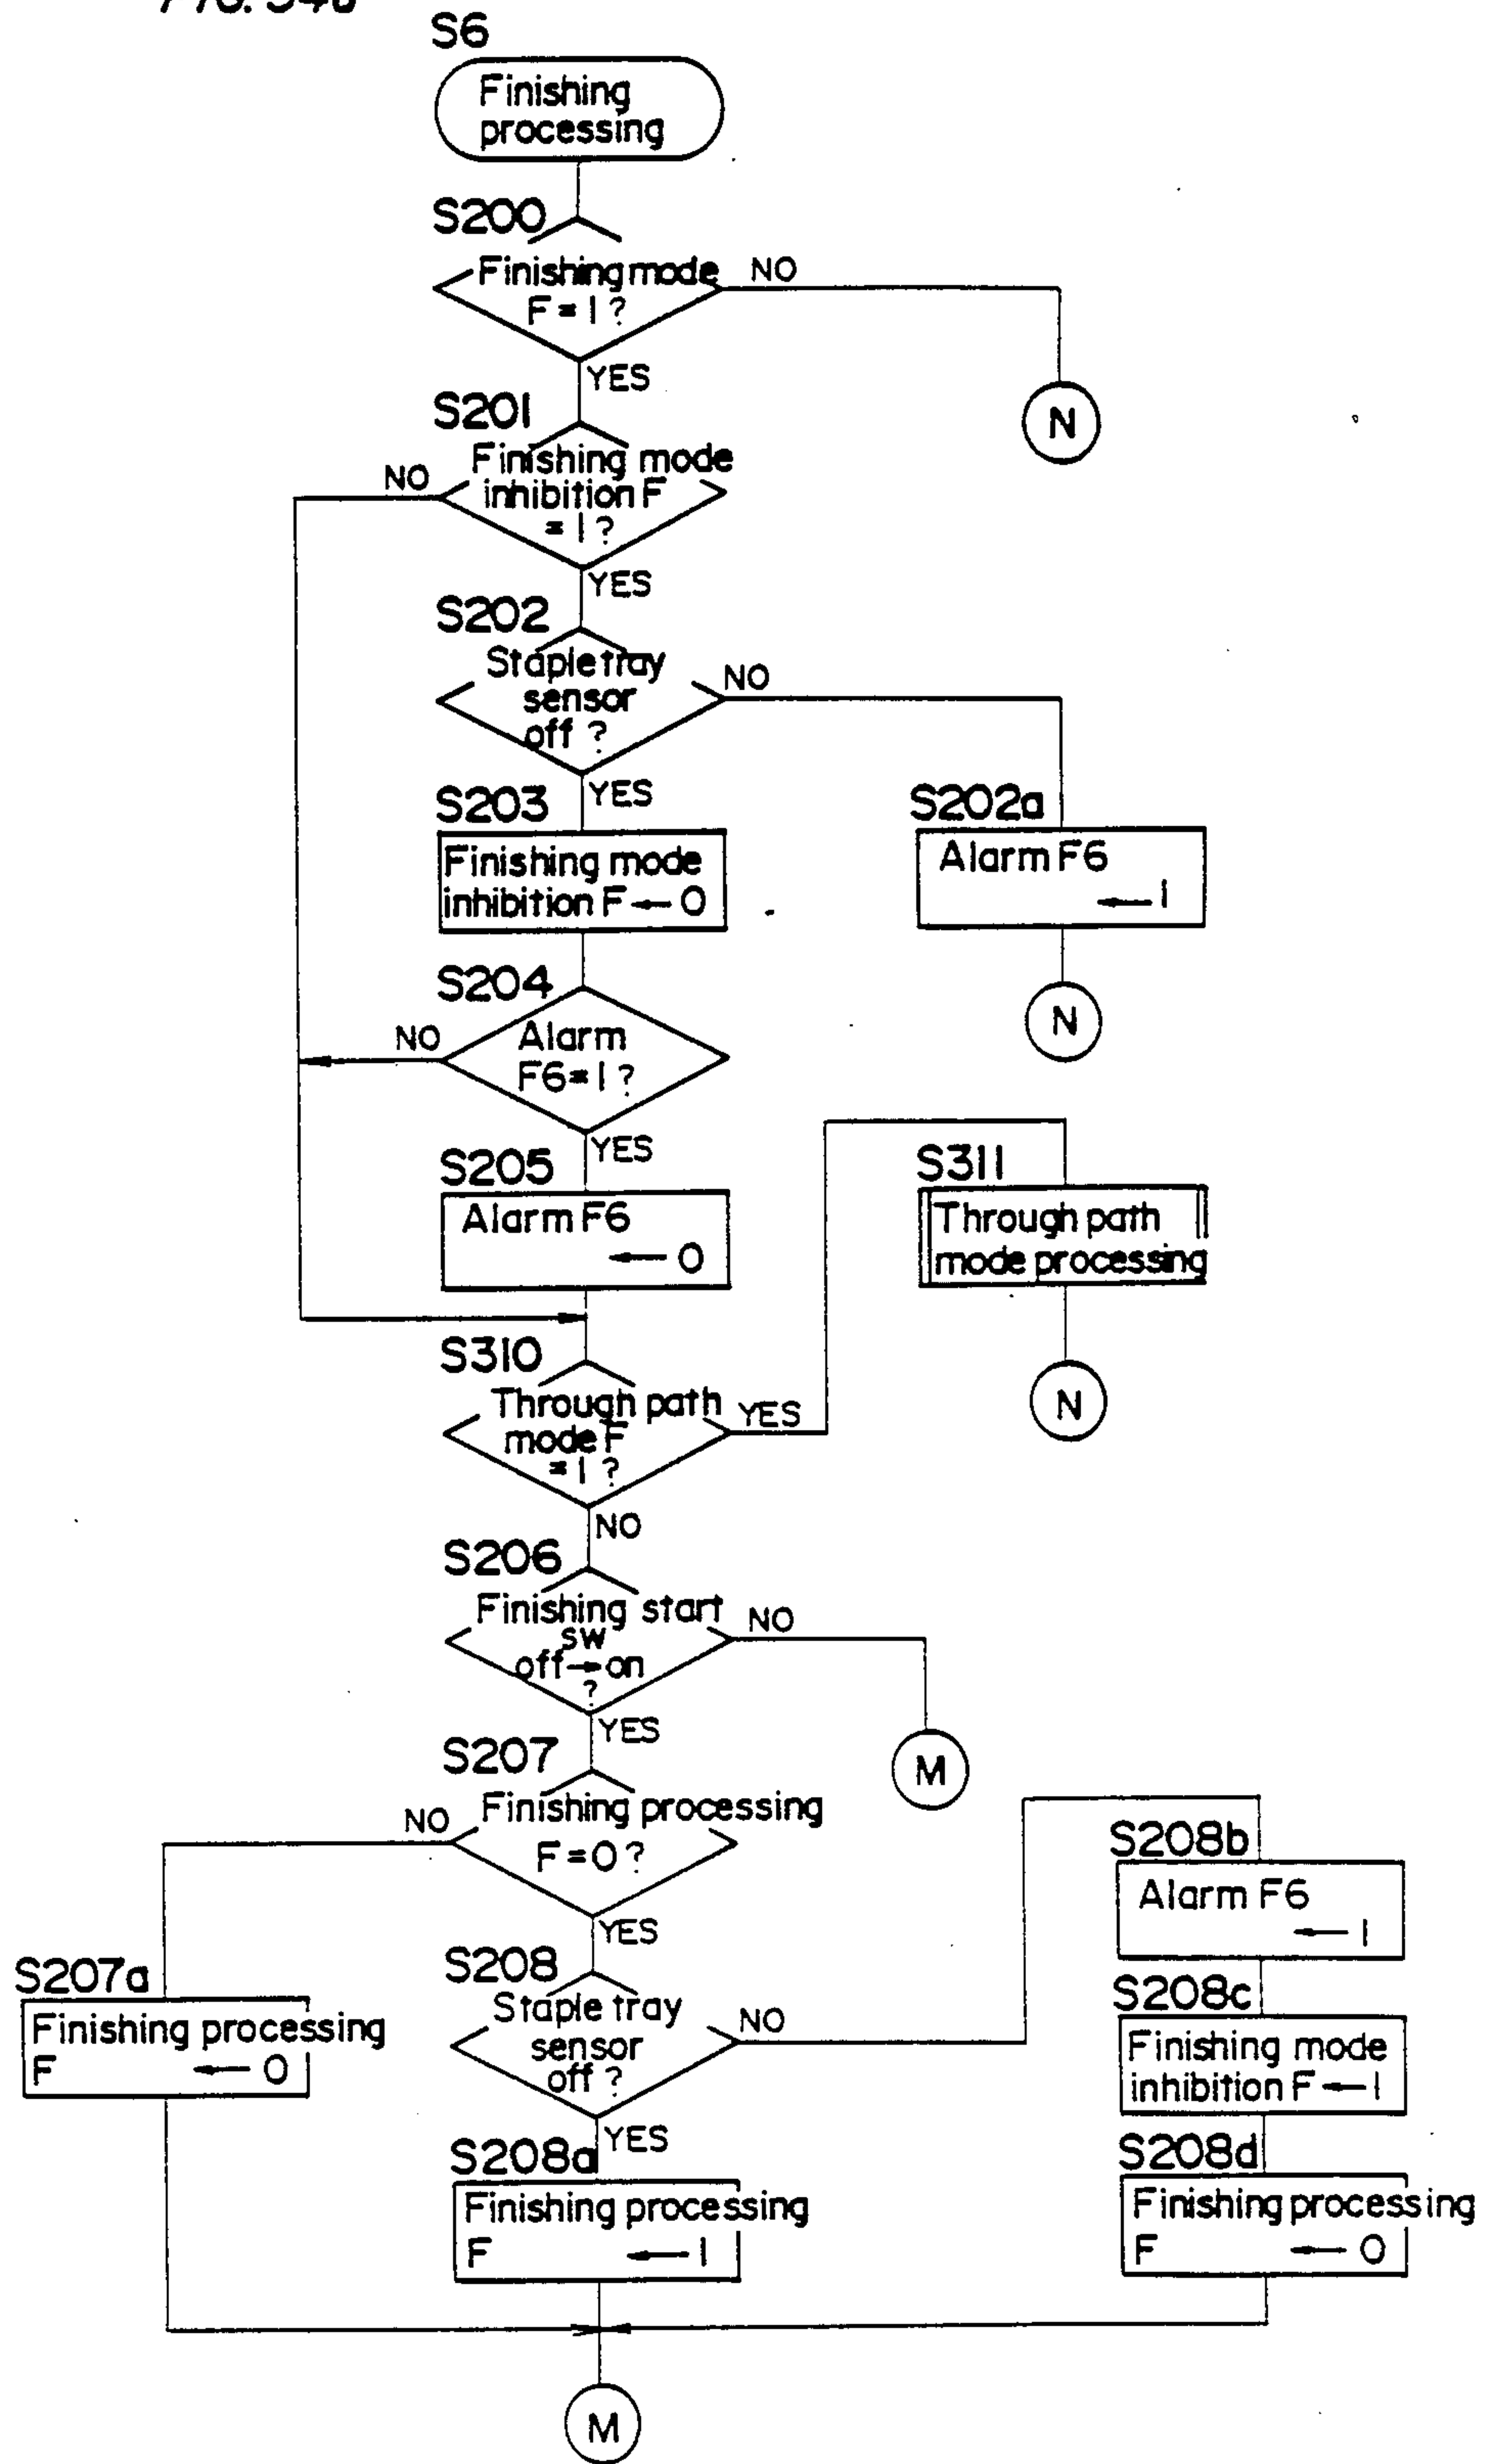 S6
Finishing
processing
S200
Finishing mode
F=1?
NO
YES
N
S201
Finishing mode
inhibition F
=1?
NO
YES
S202
Staple tray
sensor
off?
NO
YES
S203
Finishing mode
inhibition F←0
S202a
Alarm F6
←1
N
S204
Alarm
F6=1?
NO
YES
S205
Alarm F6
←0
S311
Through path
mode processing
N
S310
Through path
mode F
=1?
YES
NO
S206
Finishing start
SW
off→on
?
NO
YES
M
S207
Finishing processing
F=0?
NO
YES
S207a
Finishing processing
F ←0
S208
Staple tray
sensor
off?
NO
YES
S208b
Alarm F6
←1
S208c
Finishing mode
inhibition F←1
S208a
Finishing processing
F ←1
S208d
Finishing processing
F ←0
M